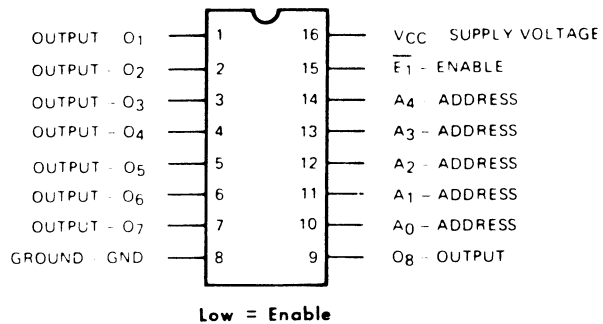 OUTPUT - O1 1 16 VCC SUPPLY VOLTAGE
OUTPUT - O2 2 15 E1 - ENABLE
OUTPUT - O3 3 14 A4 ADDRESS
OUTPUT - O4 4 13 A3 - ADDRESS
OUTPUT - O5 5 12 A2 - ADDRESS
OUTPUT - O6 6 11 A1 - ADDRESS
OUTPUT - O7 7 10 A0 - ADDRESS
GROUND - GND 8 9 O8 - OUTPUT
Low = Enable